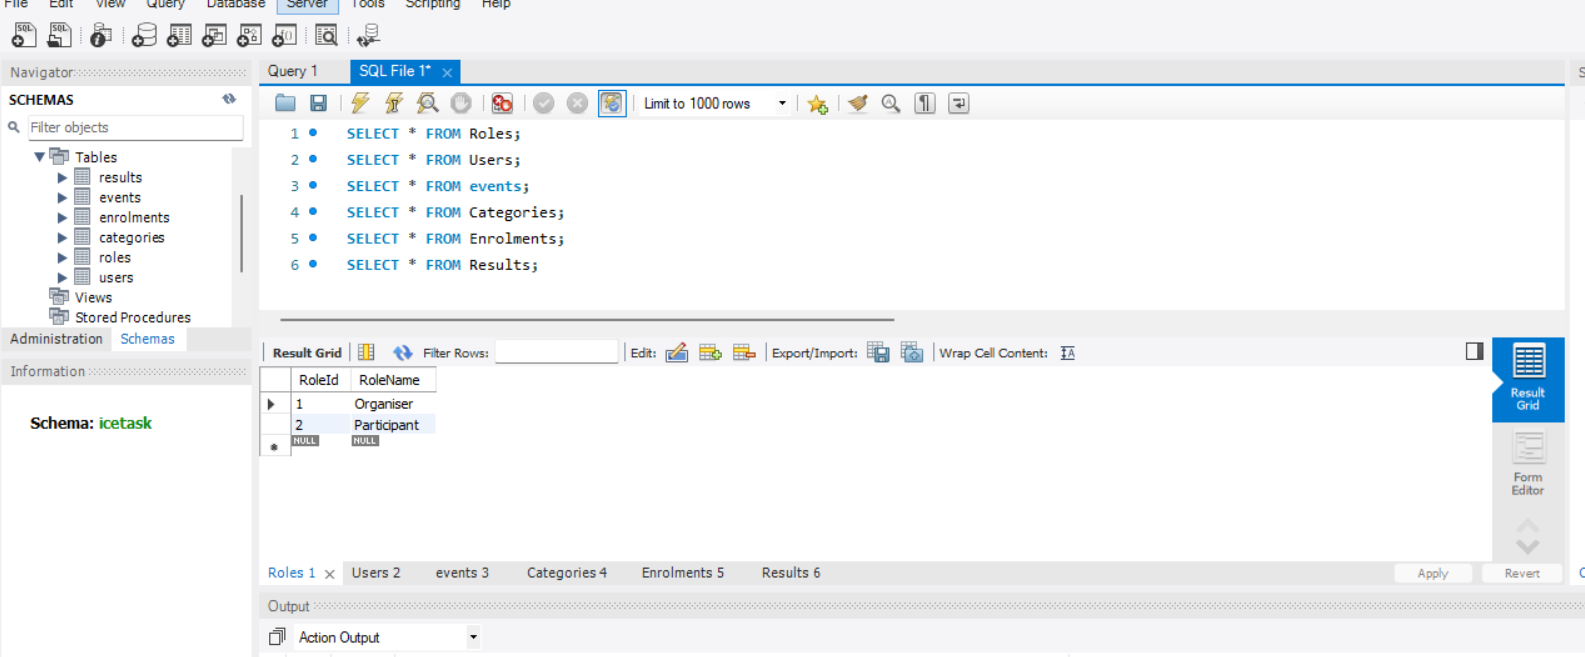 File Edit View Query Database Server Tools Scripting Help
Navigator
SCHEMAS
Filter objects
Tables
results
events
enrolments
categories
roles
users
Views
Stored Procedures
Administration Schemas
Information
Schema: icetask
Query 1 SQL File 1*
Limit to 1000 rows
1 SELECT * FROM Roles;
2 SELECT * FROM Users;
3 SELECT * FROM events;
4 SELECT * FROM Categories;
5 SELECT * FROM Enrolments;
6 SELECT * FROM Results;
Result Grid Filter Rows: Edit: Export/Import: Wrap Cell Content:
RoleId RoleName
1 Organiser
2 Participant
NULL NULL
Result
Grid
Form
Editor
Roles 1 Users 2 events 3 Categories 4 Enrolments 5 Results 6 Apply Revert
Output
Action Output